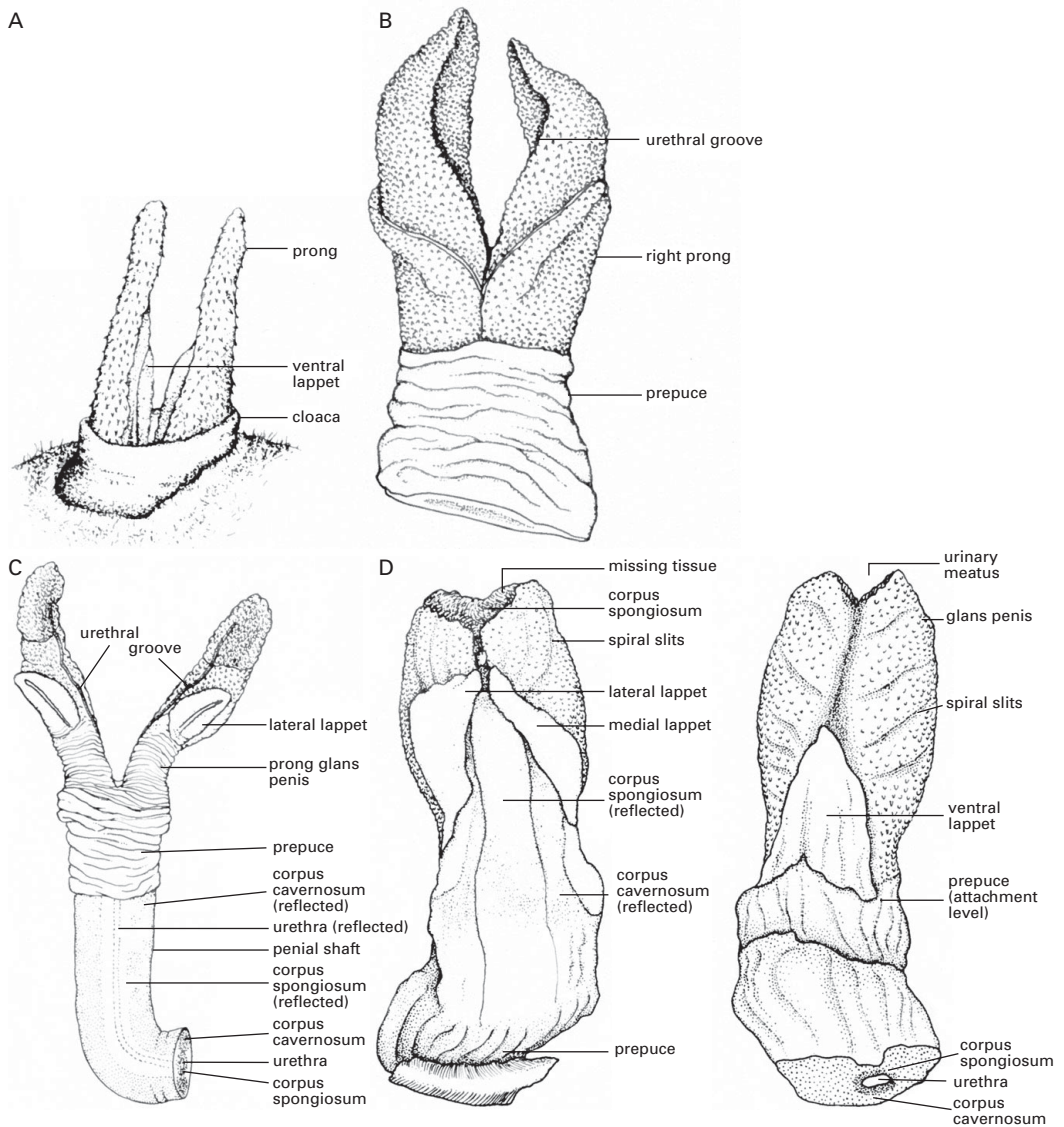 A
prong
ventral
lappet
cloaca
B
urethral groove
right prong
prepuce
C
urethral
groove
lateral lappet
prong glans
penis
prepuce
corpus
cavernosum
(reflected)
urethra (reflected)
penial shaft
corpus
spongiosum
(reflected)
corpus
cavernosum
urethra
corpus
spongiosum
D
missing tissue
corpus
spongiosum
spiral slits
lateral lappet
medial lappet
corpus
spongiosum
(reflected)
corpus
cavernosum
(reflected)
prepuce
urinary
meatus
glans penis
spiral slits
ventral
lappet
prepuce
(attachment
level)
corpus
spongiosum
urethra
corpus
cavernosum